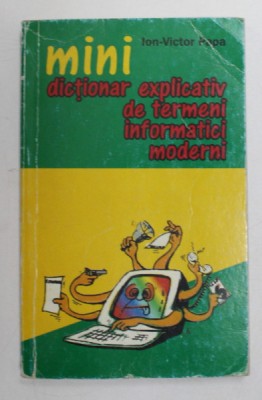 Ion-Victor Popa
mini
dicționar explicativ
de termeni
informatici
moderni